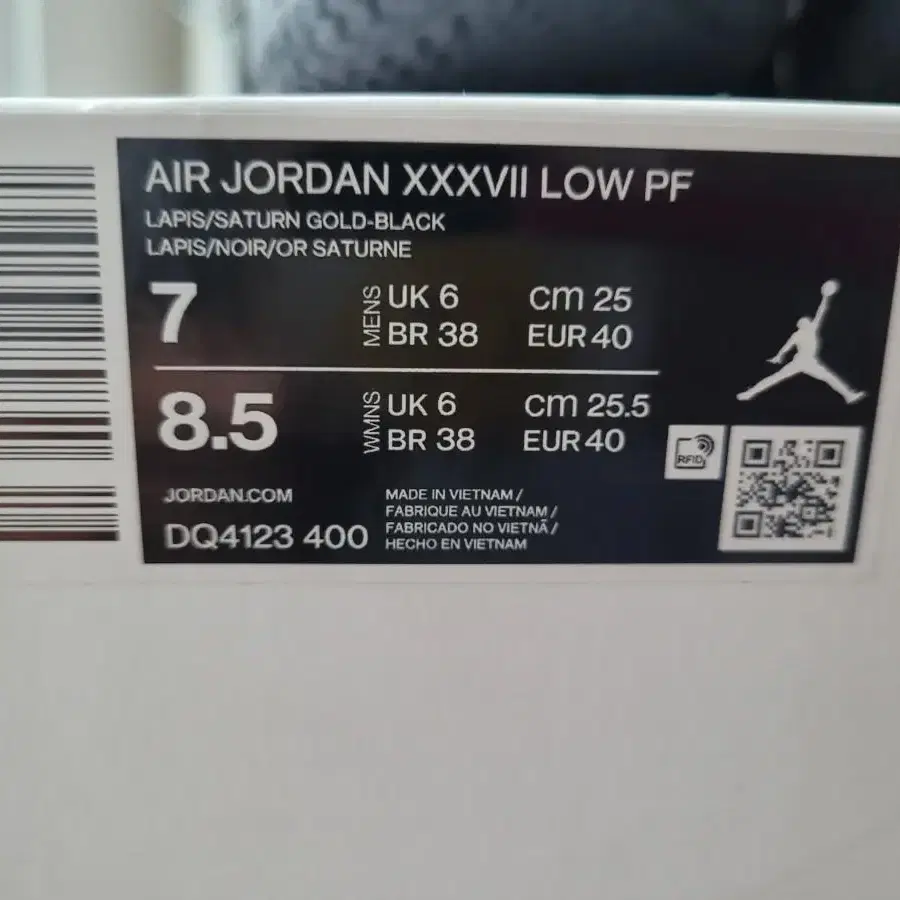 AIR JORDAN XXXVII LOW PF
LAPIS/SATURN GOLD-BLACK
LAPIS/NOIR/OR SATURNE
7 MENS UK 6 cm 25
BR 38 EUR 40
8.5 WMNS UK 6 cm 25.5
BR 38 EUR 40
RFID
JORDAN.COM
DQ4123 400
MADE IN VIETNAM /
FABRIQUE AU VIETNAM /
FABRICADO NO VIETNÃ /
HECHO EN VIETNAM